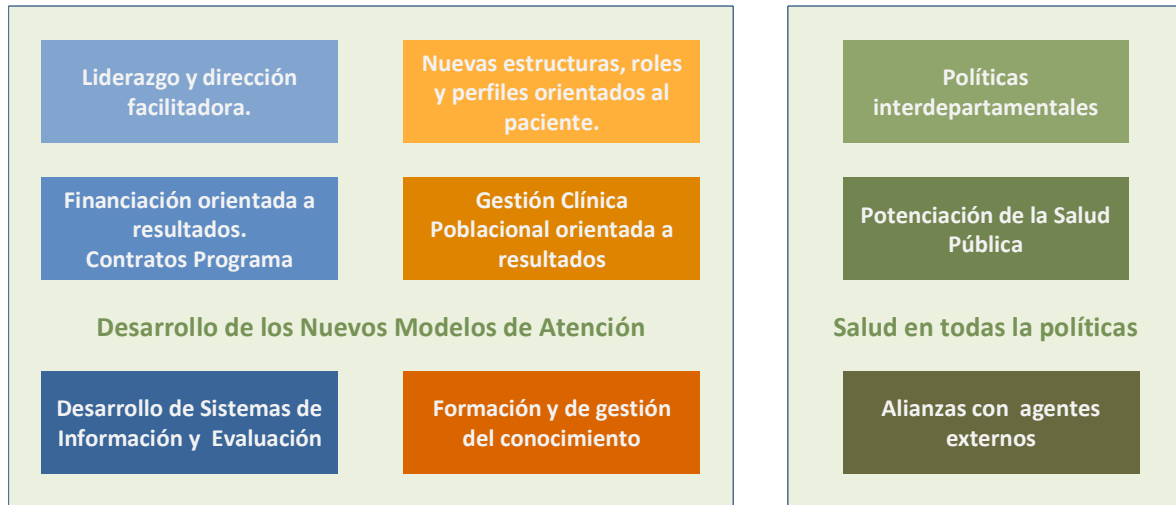 Liderazgo y dirección
facilitadora.
Nuevas estructuras, roles
y perfiles orientados al
paciente.
Financiación orientada a
resultados.
Contratos Programa
Gestión Clínica
Poblacional orientada a
resultados
Desarrollo de los Nuevos Modelos de Atención
Desarrollo de Sistemas de
Información y  Evaluación
Formación y de gestión
del conocimiento
Políticas
interdepartamentales
Potenciación de la Salud
Pública
Salud en todas la políticas
Alianzas con  agentes
externos